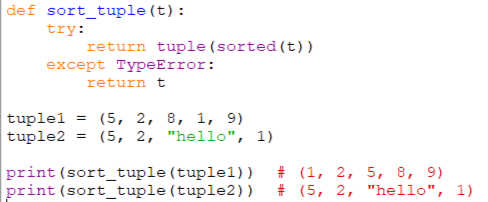 def sort_tuple(t):
    try:
        return tuple(sorted(t))
    except TypeError:
        return t

tuple1 = (5, 2, 8, 1, 9)
tuple2 = (5, 2, "hello", 1)

print(sort_tuple(tuple1))  # (1, 2, 5, 8, 9)
print(sort_tuple(tuple2))  # (5, 2, "hello", 1)